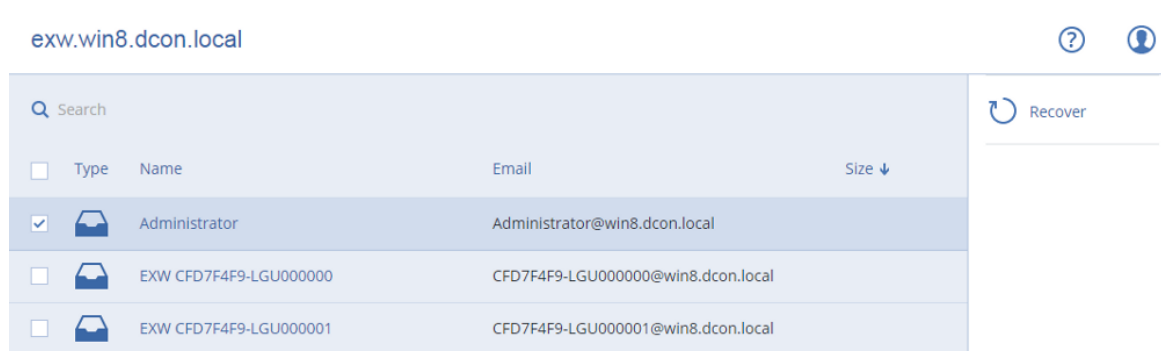 exw.win8.dcon.local
Search
Recover
Type Name Email Size
Administrator Administrator@win8.dcon.local
EXW CFD7F4F9-LGU000000 CFD7F4F9-LGU000000@win8.dcon.local
EXW CFD7F4F9-LGU000001 CFD7F4F9-LGU000001@win8.dcon.local